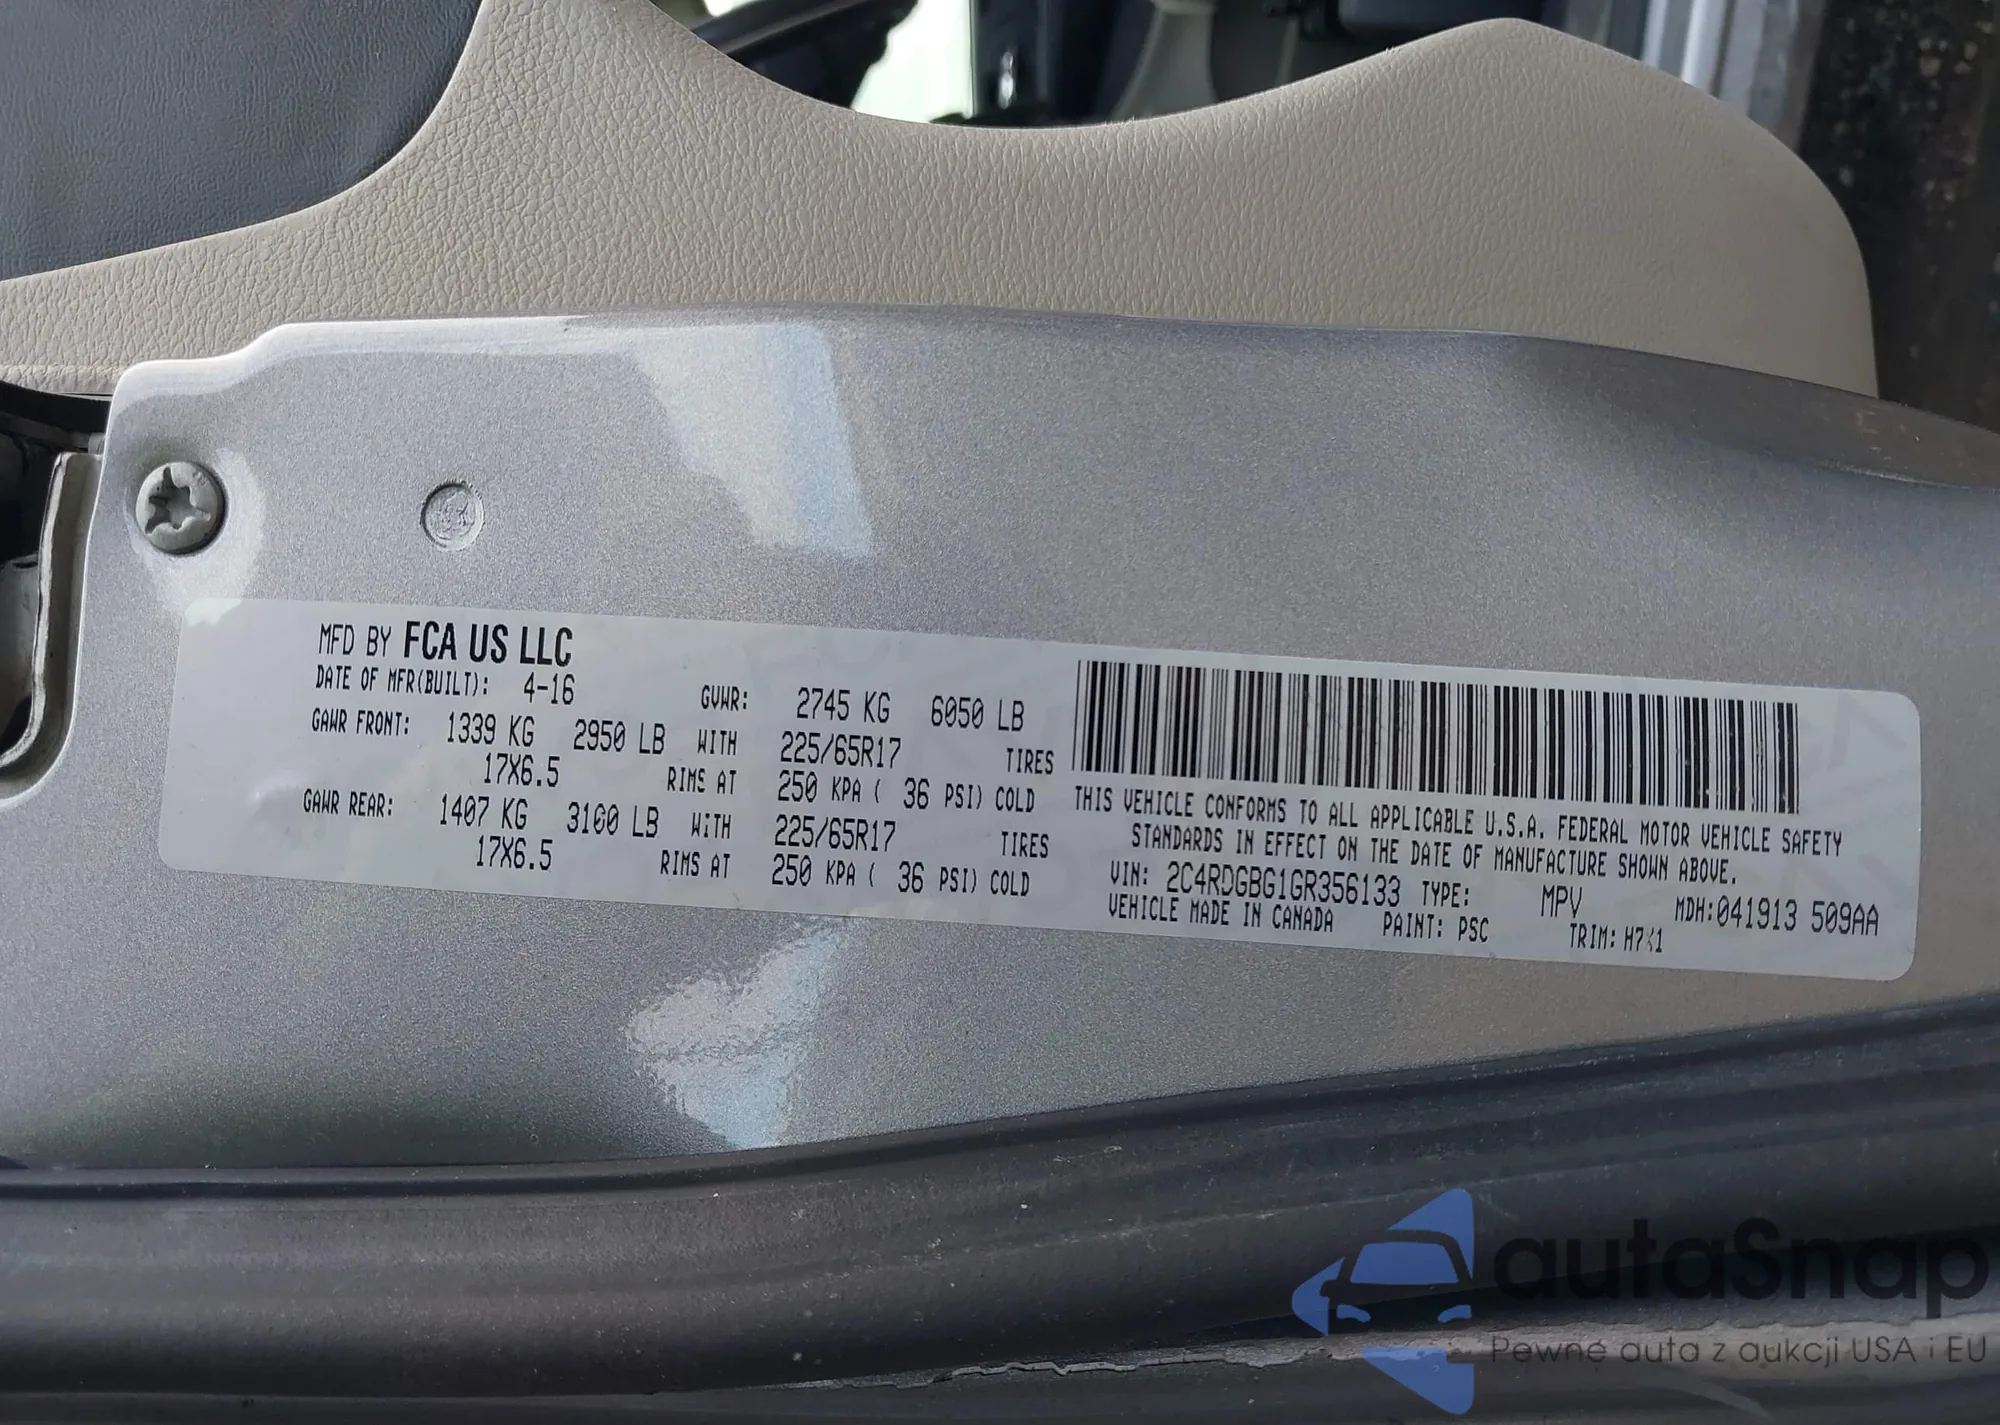 MFD BY FCA US LLC
DATE OF MFR(BUILT): 4-16 GVWR: 2745 KG 6050 LB
GAWR FRONT: 1339 KG 2950 LB WITH 225/65R17 TIRES
17X6.5 RIMS AT 250 KPA ( 36 PSI) COLD
GAWR REAR: 1407 KG 3100 LB WITH 225/65R17 TIRES
17X6.5 RIMS AT 250 KPA ( 36 PSI) COLD
THIS VEHICLE CONFORMS TO ALL APPLICABLE U.S.A. FEDERAL MOTOR VEHICLE SAFETY
STANDARDS IN EFFECT ON THE DATE OF MANUFACTURE SHOWN ABOVE.
VIN: 2C4RDGBG1GR356133 TYPE: MPV MDH:041913 509AA
VEHICLE MADE IN CANADA PAINT: PSC TRIM: H7X1
autoSnap
Pewne auta z aukcji USA i EU